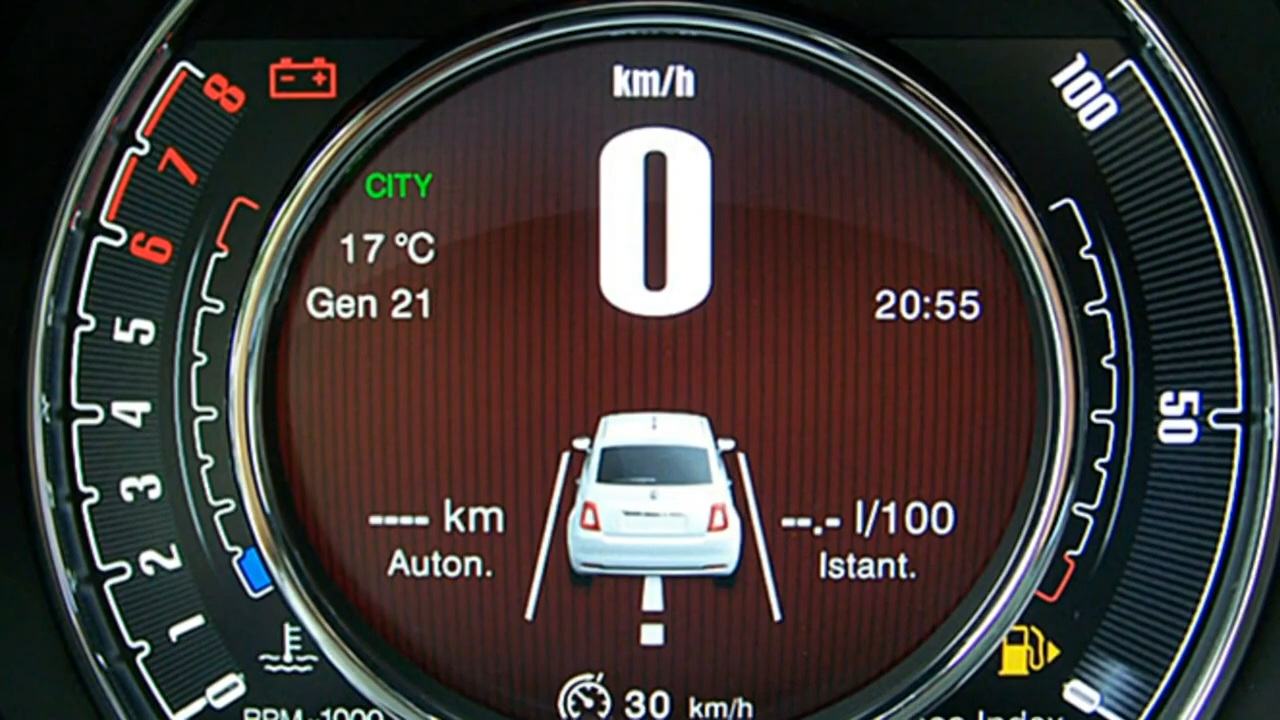 km/h
0
CITY
17 °C
Gen 21
20:55
---- km
Auton.
--.- l/100
Istant.
30 km/h
8
7
6
5
4
3
2
1
0
100
50
0